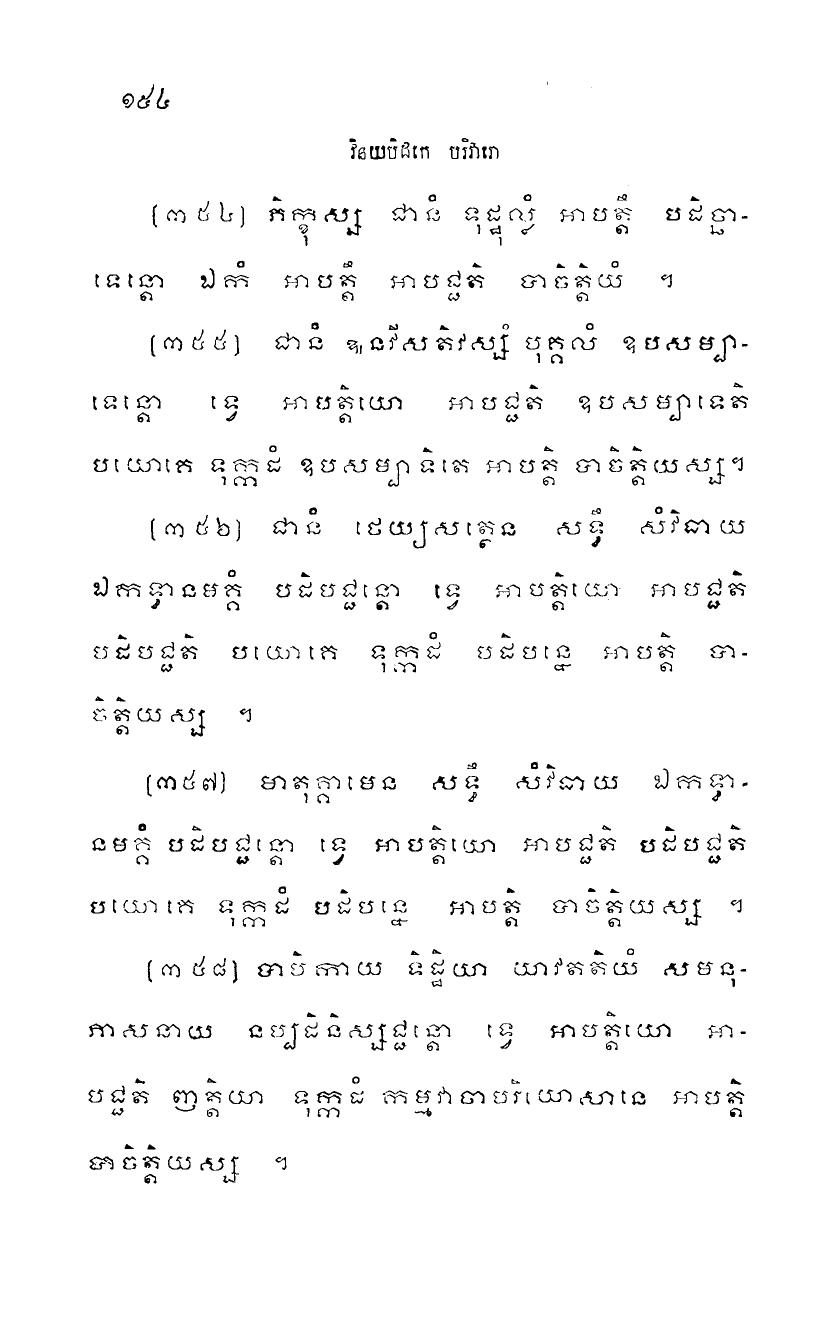 ១៥៤
វិនយបិដកេ បរិវារោ
(៣៥៤) ភិក្ខុស្ស ជានំ ទុដ្ឋុល្លំ អាបត្តឹ បដិច្ឆា-
ទេន្តោ ឯកំ អាបត្តឹ អាបជ្ជតិ បាចិត្តិយំ ។
(៣៥៥) ជានំ ឩនវីសតិវស្សំ បុគ្គលំ ឧបសម្បា-
ទេន្តោ ទ្វេ អាបត្តិយោ អាបជ្ជតិ ឧបសម្បាទេតិ
បយោគេ ទុក្កដំ ឧបសម្បាទិតេ អាបត្តិ បាចិត្តិយស្ស។
(៣៥៦) ជានំ ថេយ្យសត្ថេន សទ្ធឹ សំវិធាយ
ឯកទ្ធានមគ្គំ បដិបជ្ជន្តោ ទ្វេ អាបត្តិយោ អាបជ្ជតិ
បដិបជ្ជតិ បយោគេ ទុក្កដំ បដិបន្នេ អាបត្តិ បា-
ចិត្តិយស្ស ។
(៣៥៧) មាតុគ្គាមេន សទ្ធឹ សំវិធាយ ឯកទ្ធា-
នមគ្គំ បដិបជ្ជន្តោ ទ្វេ អាបត្តិយោ អាបជ្ជតិ បដិបជ្ជតិ
បយោគេ ទុក្កដំ បដិបន្នេ អាបត្តិ បាចិត្តិយស្ស ។
(៣៥៨) បាបិកាយ ទិដ្ឋិយា យាវតតិយំ សមនុ-
ភាសនាយ នប្បដិនិស្សជ្ជន្តោ ទ្វេ អាបត្តិយោ អា-
បជ្ជតិ ញត្តិយា ទុក្កដំ កម្មវាចាបរិយោសានេ អាបត្តិ
បាចិត្តិយស្ស ។